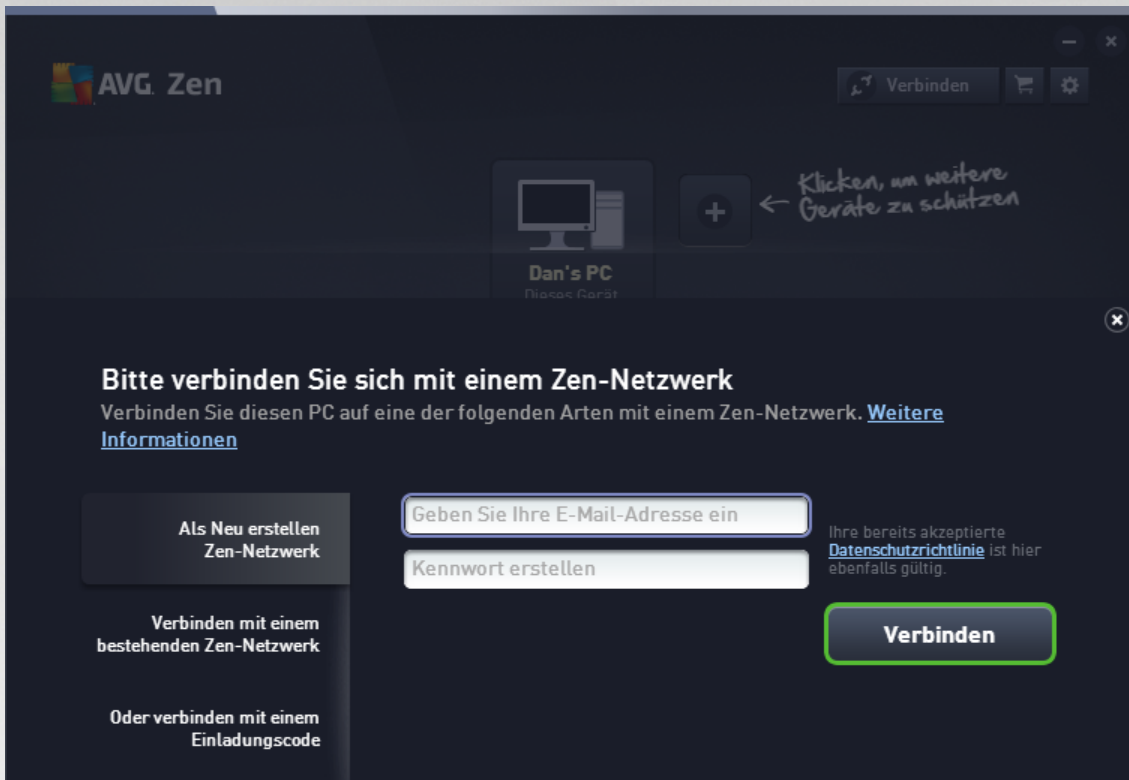 AVG. Zen
Verbinden
Klicken, um weitere
Geräte zu schützen
Dan's PC
Dieses Gerät
Bitte verbinden Sie sich mit einem Zen-Netzwerk
Verbinden Sie diesen PC auf eine der folgenden Arten mit einem Zen-Netzwerk. Weitere
Informationen
Als Neu erstellen
Zen-Netzwerk
Verbinden mit einem
bestehenden Zen-Netzwerk
Oder verbinden mit einem
Einladungscode
Geben Sie Ihre E-Mail-Adresse ein
Kennwort erstellen
Ihre bereits akzeptierte
Datenschutzrichtlinie ist hier
ebenfalls gültig.
Verbinden